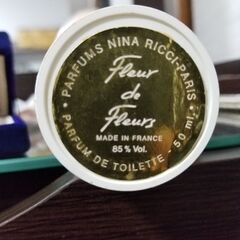 • PARFUMS NINA RICCI-PARIS •
Fleur
de
Fleurs
MADE IN FRANCE
85% Vol.
PARFUM DE TOILETTE - 50 ml.